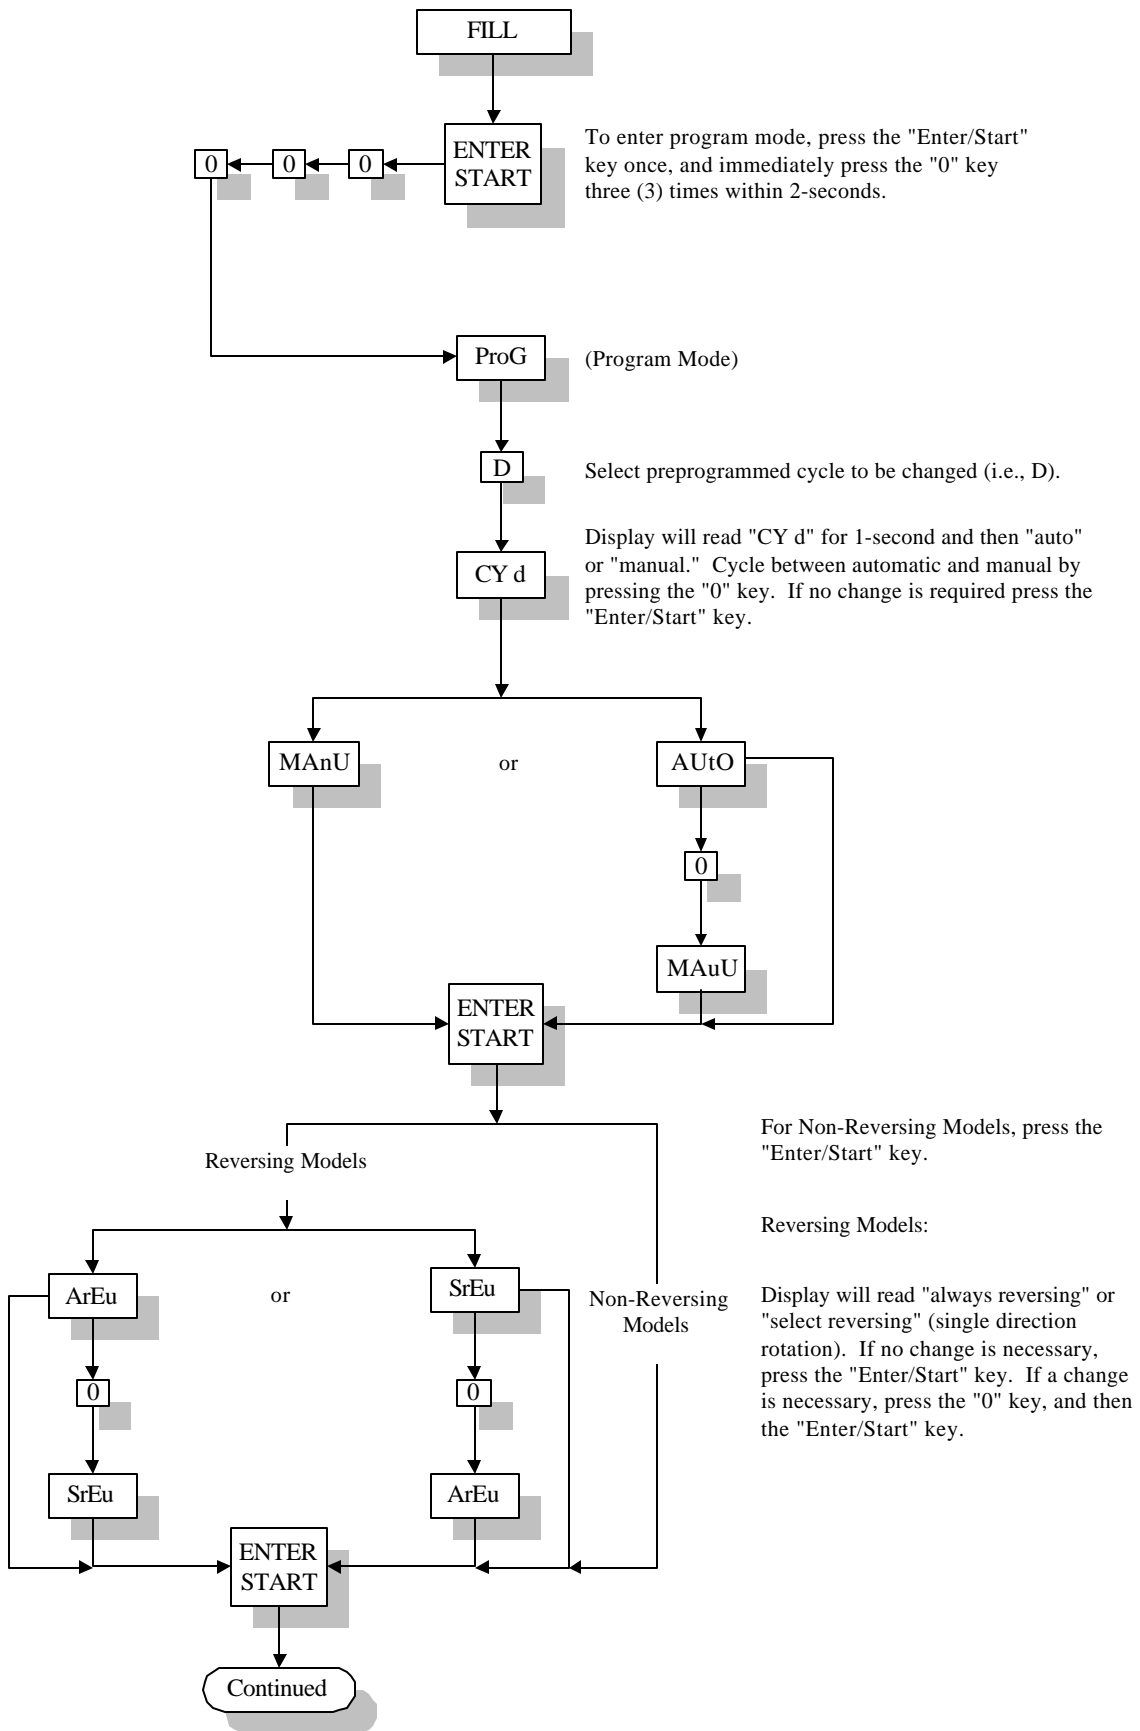 FILL
ENTER
START
0
0
0
To enter program mode, press the "Enter/Start"
key once, and immediately press the "0" key
three (3) times within 2-seconds.
ProG
(Program Mode)
D
Select preprogrammed cycle to be changed (i.e., D).
CY d
Display will read "CY d" for 1-second and then "auto"
or "manual." Cycle between automatic and manual by
pressing the "0" key. If no change is required press the
"Enter/Start" key.
MAnU
or
AUtO
0
MAuU
ENTER
START
For Non-Reversing Models, press the
"Enter/Start" key.
Reversing Models
Reversing Models:
ArEu
or
SrEu
Non-Reversing
Models
Display will read "always reversing" or
"select reversing" (single direction
rotation). If no change is necessary,
press the "Enter/Start" key. If a change
is necessary, press the "0" key, and then
the "Enter/Start" key.
0
0
SrEu
ArEu
ENTER
START
Continued